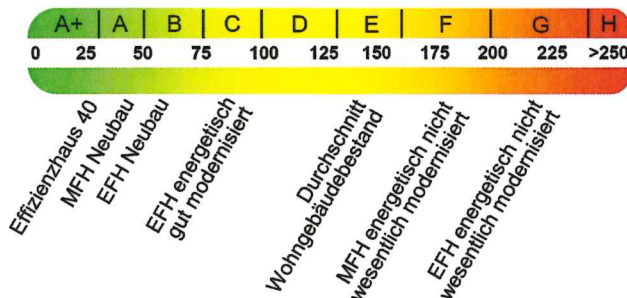 A+ A B C D E F G H
0 25 50 75 100 125 150 175 200 225 >250
Effizienzhaus 40
MFH Neubau
EFH Neubau
EFH energetisch
gut modernisiert
Durchschnitt
Wohngebäudebestand
MFH energetisch nicht
wesentlich modernisiert
EFH energetisch nicht
wesentlich modernisiert